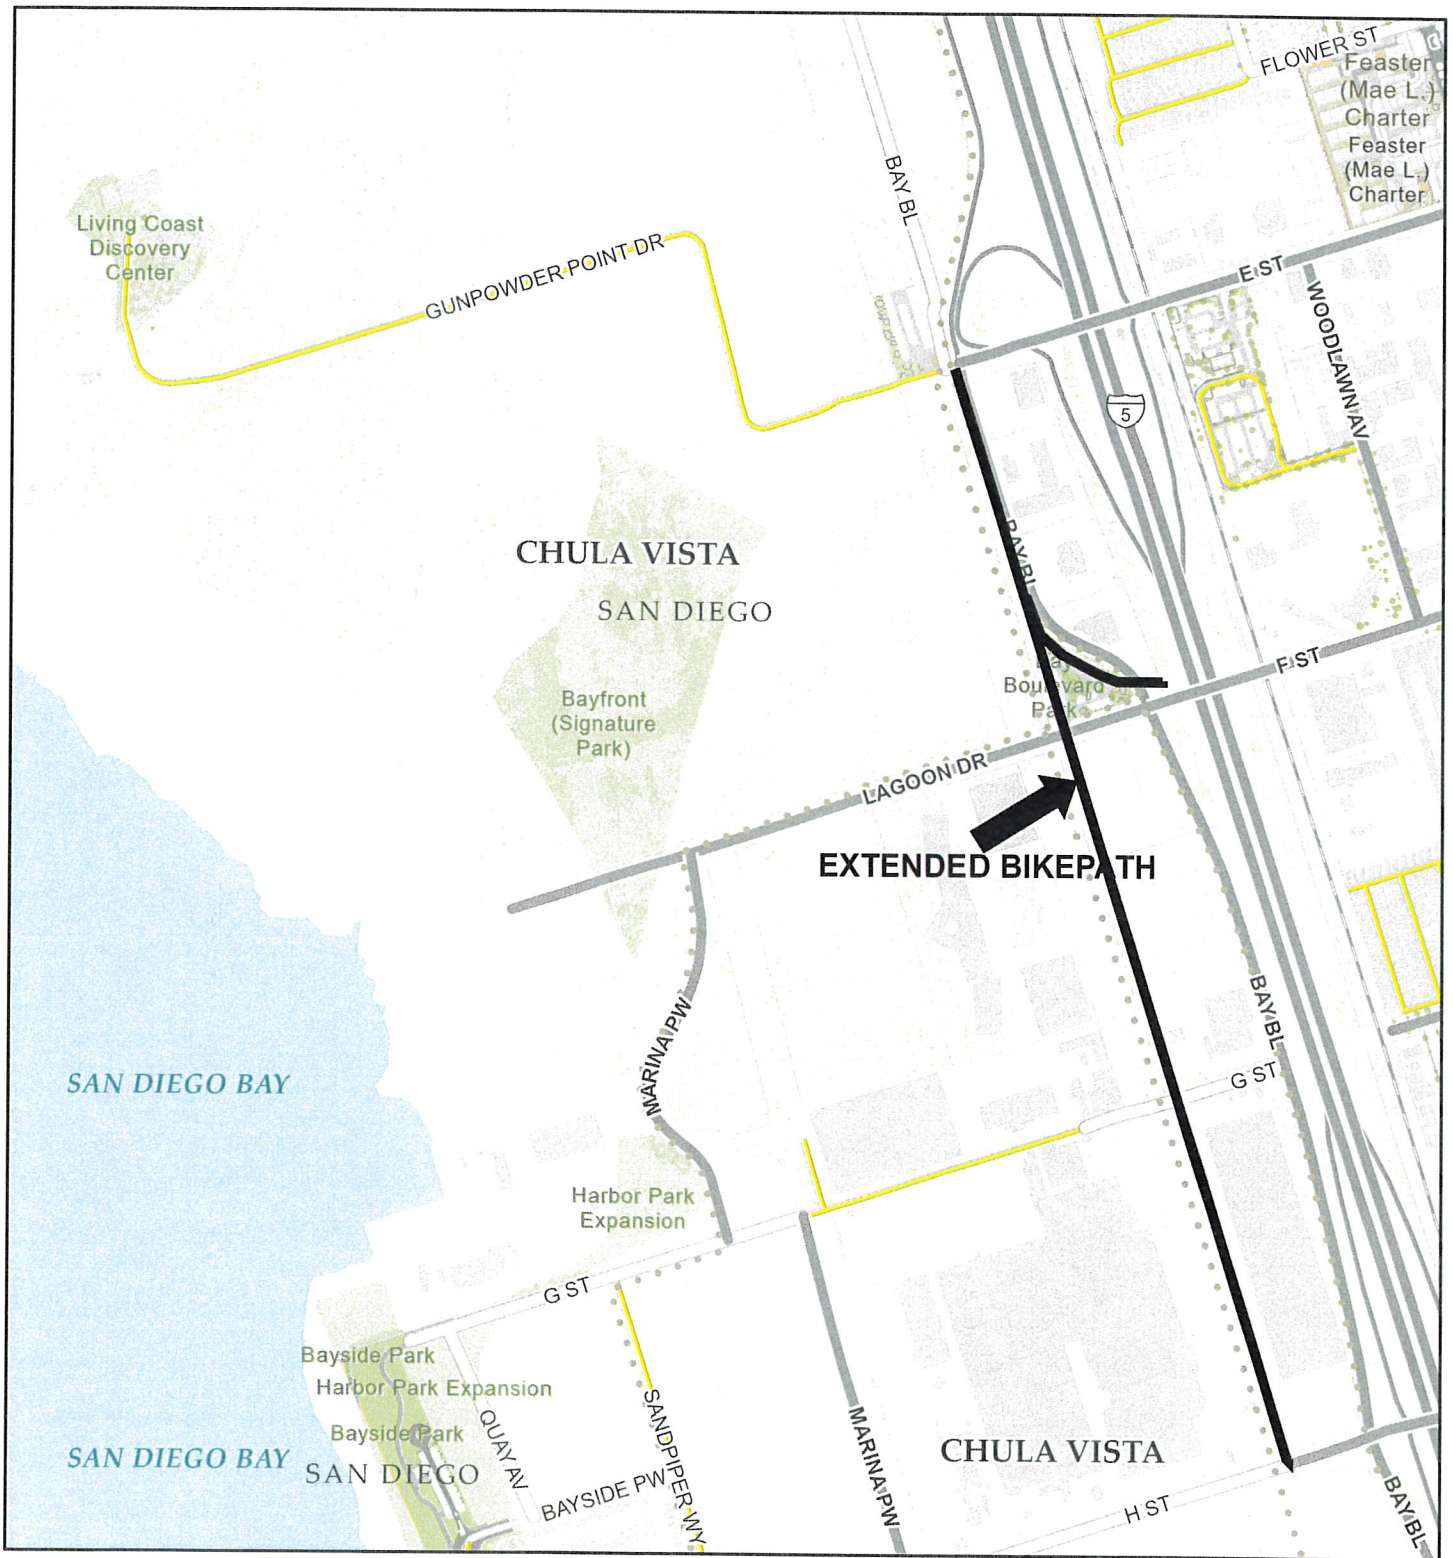 FLOWER ST
Feaster
(Mae L.)
Charter
Feaster
(Mae L.)
Charter
BAY BL
Living Coast
Discovery
Center
GUNPOWDER POINT DR
E ST
WOODLAWN AV
5
CHULA VISTA
SAN DIEGO
BAY BL
Bayfront
(Signature
Park)
Bay
Boulevard
Park
F ST
LAGOON DR
EXTENDED BIKEPATH
MARINA PW
BAY BL
SAN DIEGO BAY
G ST
Harbor Park
Expansion
G ST
Bayside Park
Harbor Park Expansion
Bayside Park
SAN DIEGO BAY
SAN DIEGO
QUAY AV
SANDPIPER WY
BAYSIDE PW
MARINA PW
CHULA VISTA
H ST
BAY BL